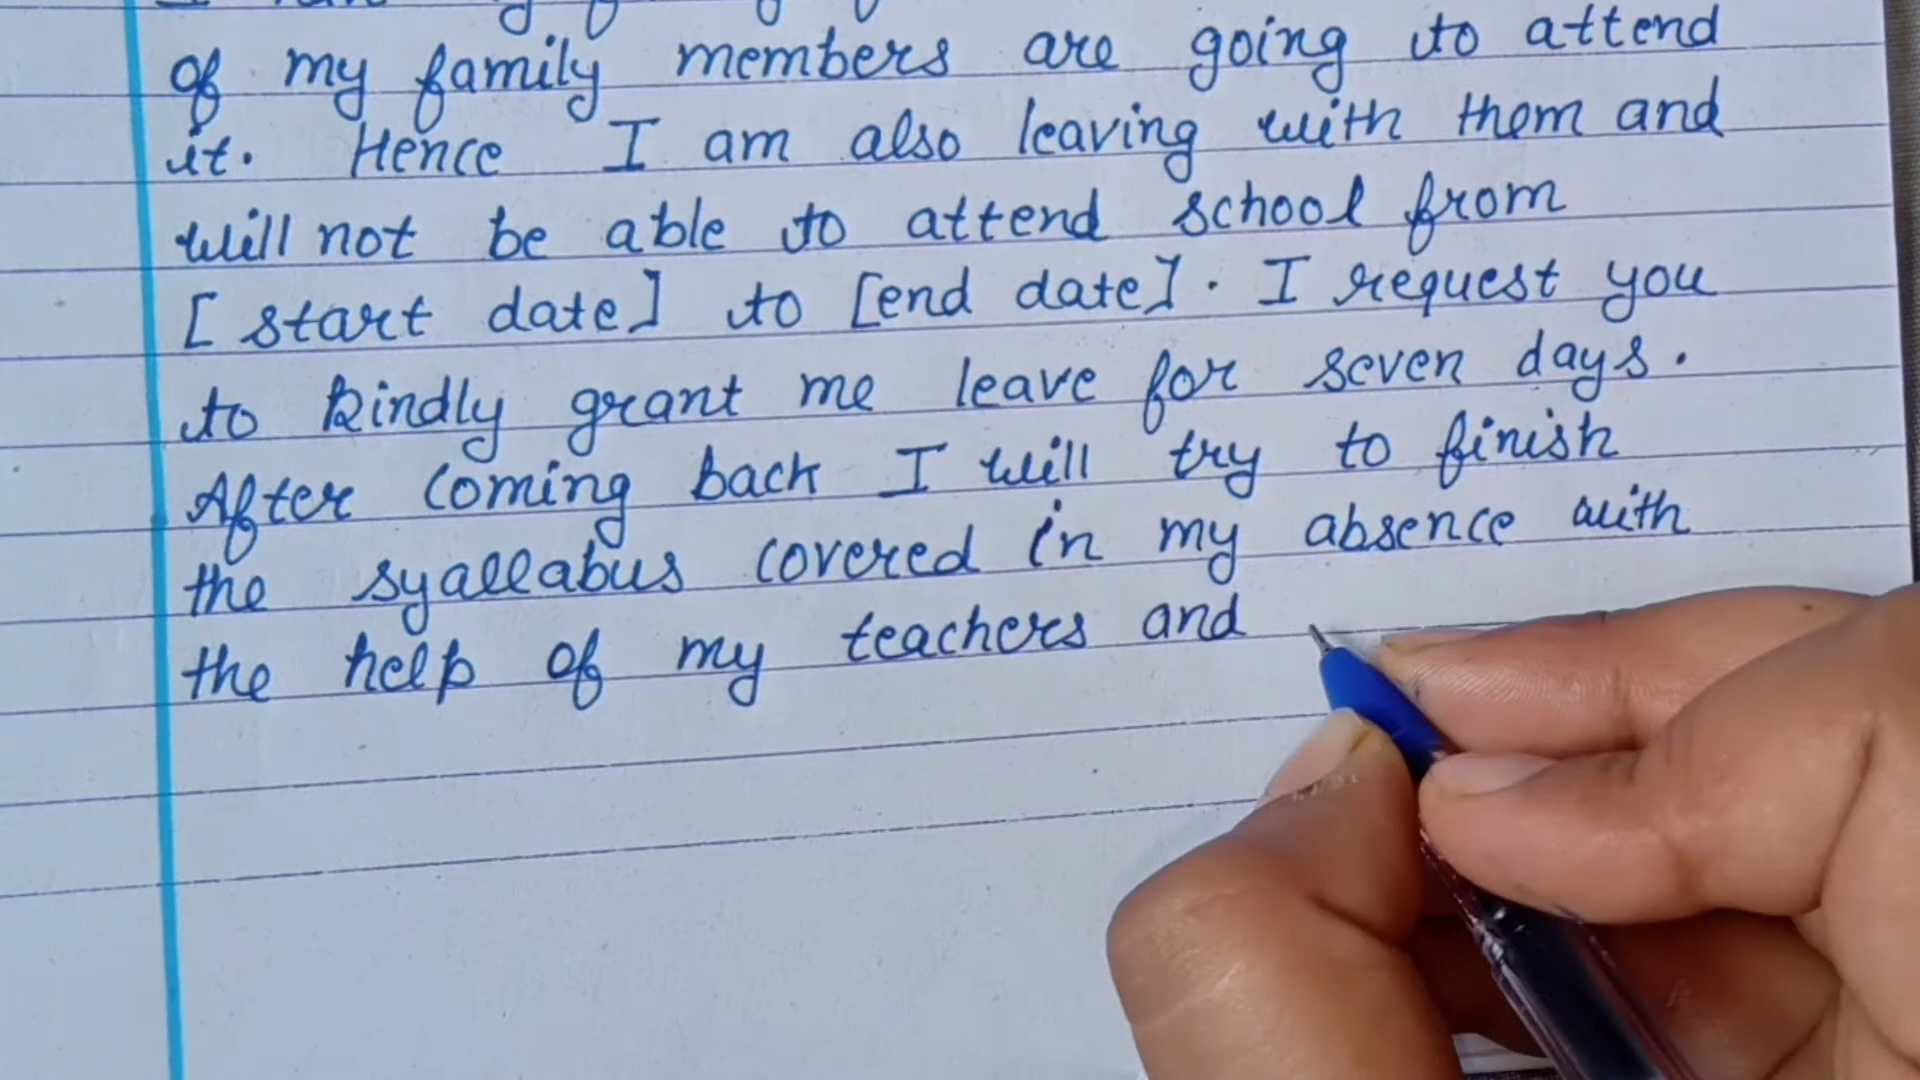 of my family members are going to attend
it. Hence I am also leaving with them and
will not be able to attend school from
[start date] to [end date]. I request you
to kindly grant me leave for seven days.
After coming back I will try to finish
the syallabus covered in my absence with
the help of my teachers and